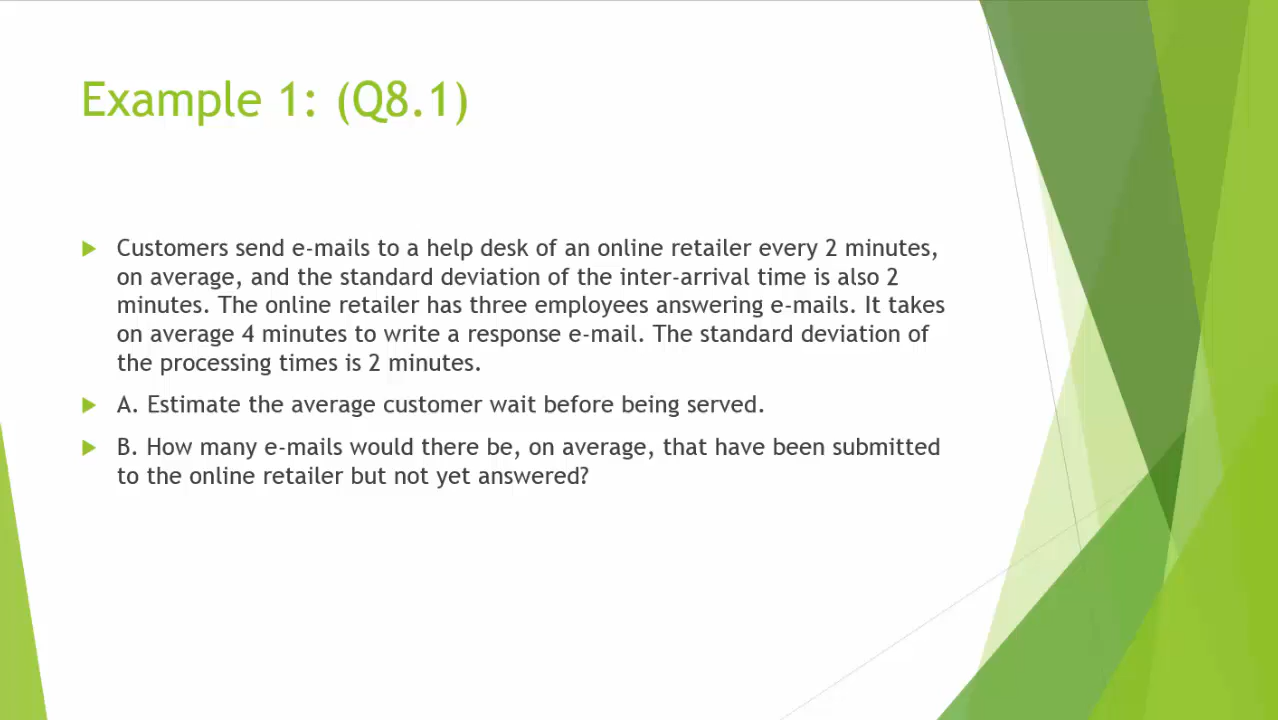 Example 1: (Q8.1)
Customers send e-mails to a help desk of an online retailer every 2 minutes,
on average, and the standard deviation of the inter-arrival time is also 2
minutes. The online retailer has three employees answering e-mails. It takes
on average 4 minutes to write a response e-mail. The standard deviation of
the processing times is 2 minutes.
A. Estimate the average customer wait before being served.
B. How many e-mails would there be, on average, that have been submitted
to the online retailer but not yet answered?